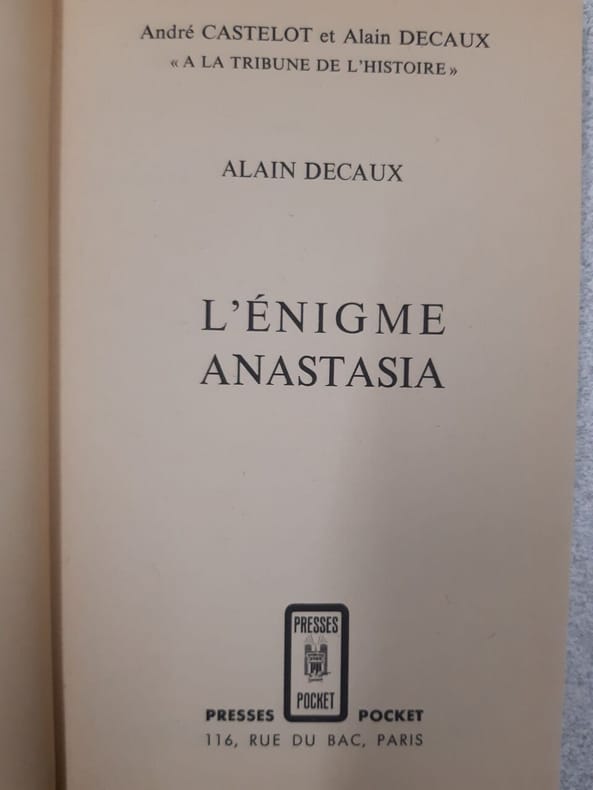 André CASTELOT et Alain DECAUX
« A LA TRIBUNE DE L'HISTOIRE »
ALAIN DECAUX
L'ÉNIGME
ANASTASIA
PRESSES
POCKET
PRESSES POCKET
116, RUE DU BAC, PARIS